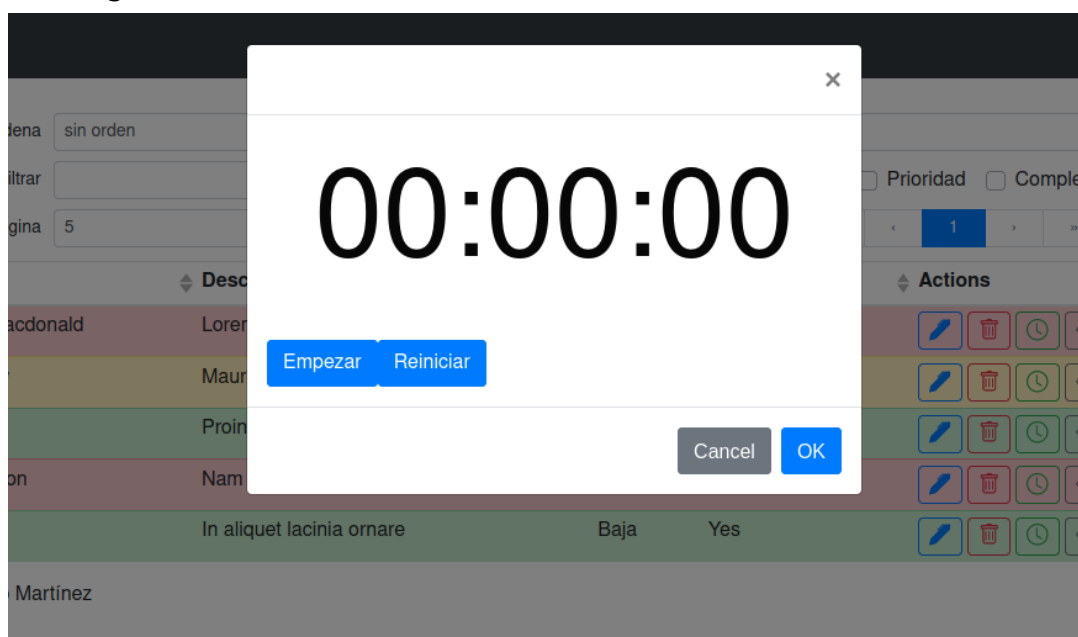 ×
dena sin orden
iltrar Prioridad Comple
gina 5 ‹ 1 › »
00:00:00
Desc Actions
acdonald Lorer
Empezar Reiniciar
Maur
Proin
Cancel OK
on Nam
In aliquet lacinia ornare Baja Yes
Martínez